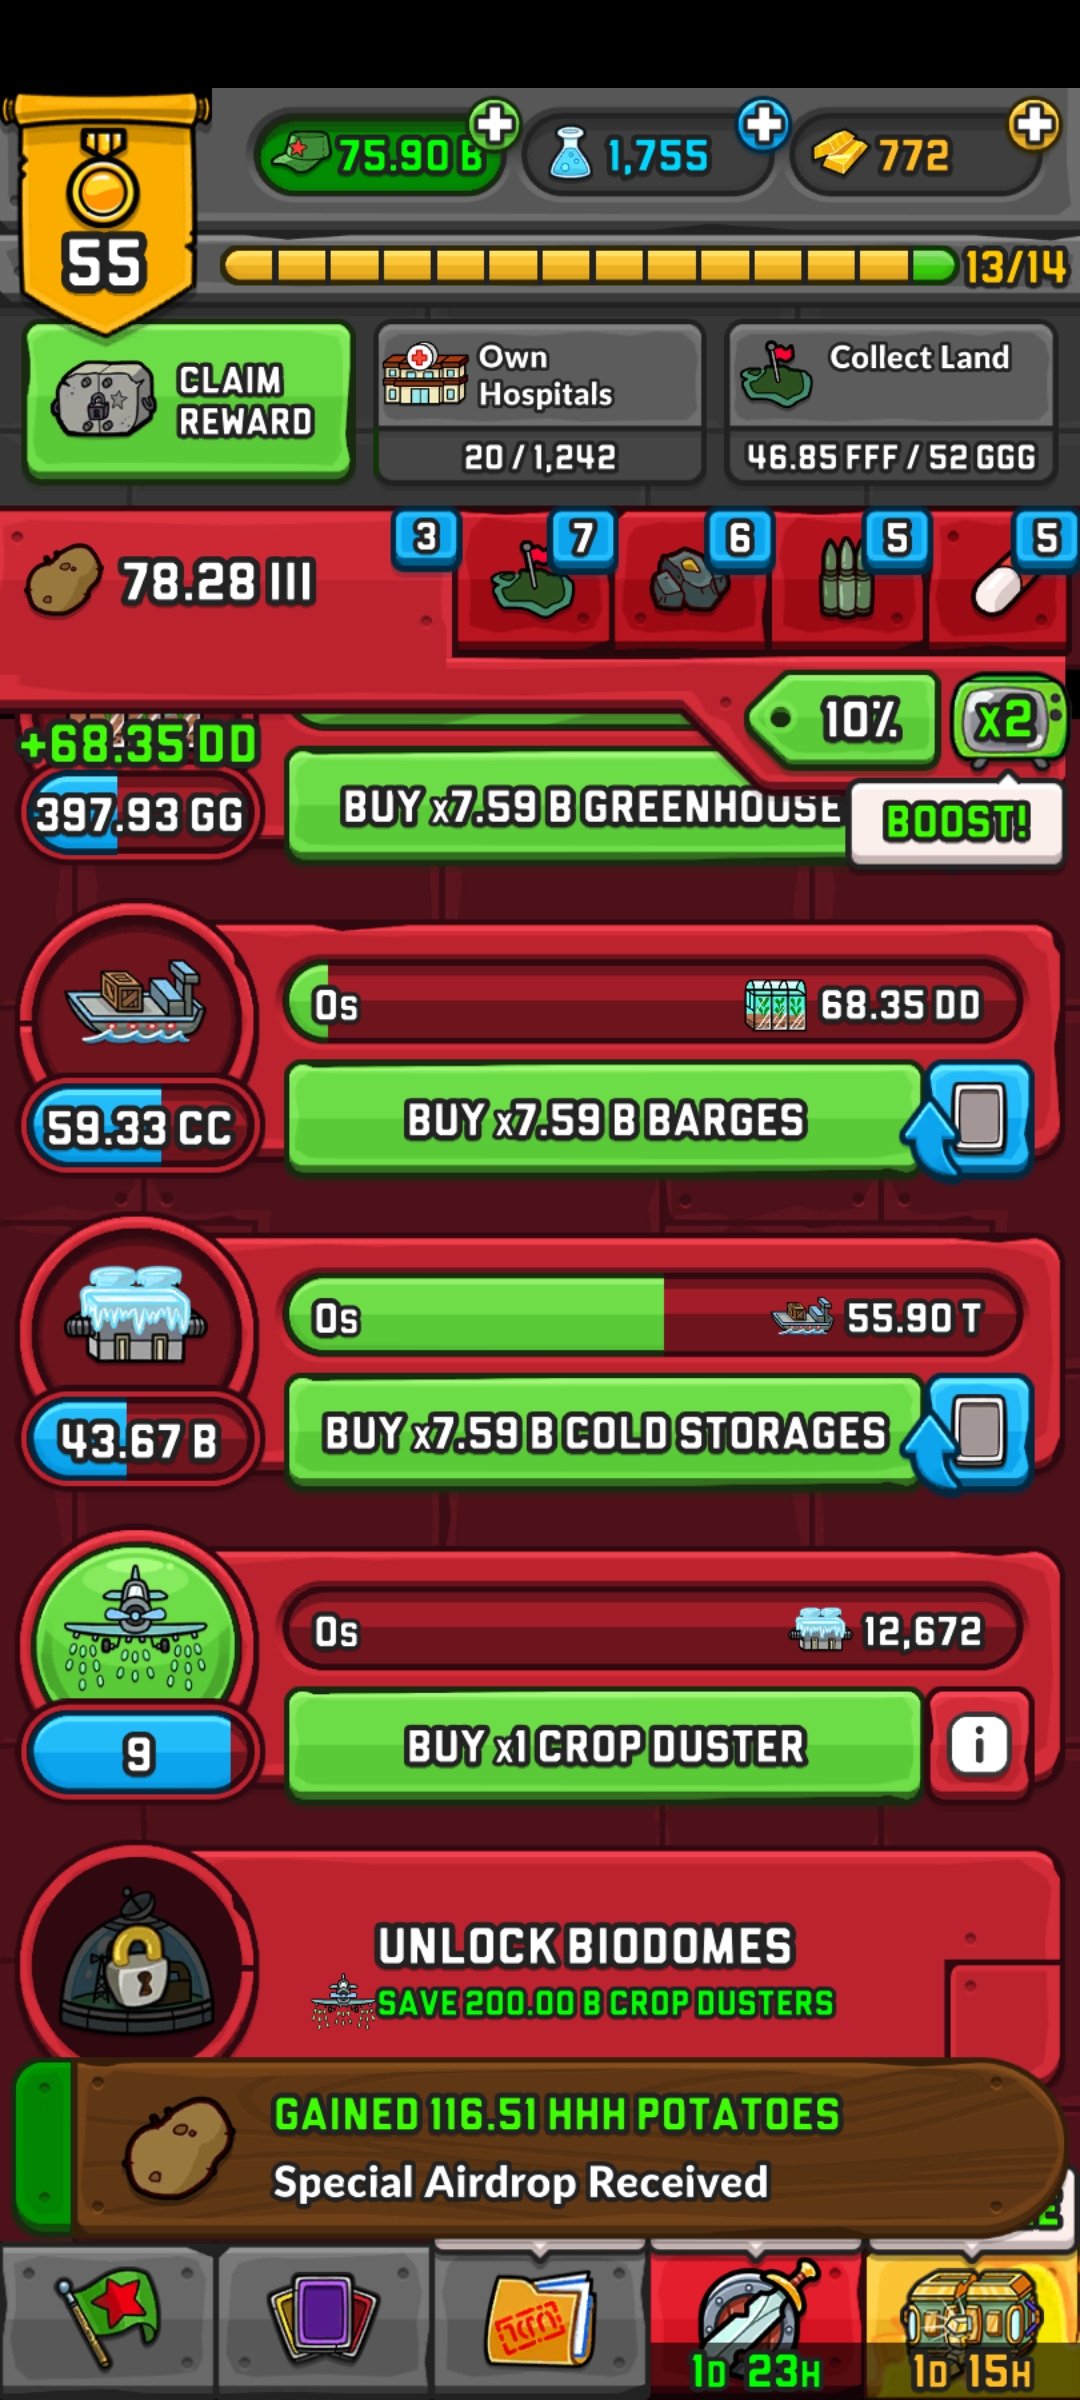 75.90 B
1,755
772
55
13/14
CLAIM
REWARD
Own
Hospitals
20 / 1,242
Collect Land
46.85 FFF / 52 GGG
78.28 III
3
7
6
5
5
10%
x2
BOOST!
+68.35 DD
397.93 GG
BUY x7.59 B GREENHOUSE
0s
68.35 DD
59.33 CC
BUY x7.59 B BARGES
0s
55.90 T
43.67 B
BUY x7.59 B COLD STORAGES
0s
12,672
9
BUY x1 CROP DUSTER
i
UNLOCK BIODOMES
SAVE 200.00 B CROP DUSTERS
GAINED 116.51 HHH POTATOES
Special Airdrop Received
1D 23H
1D 15H